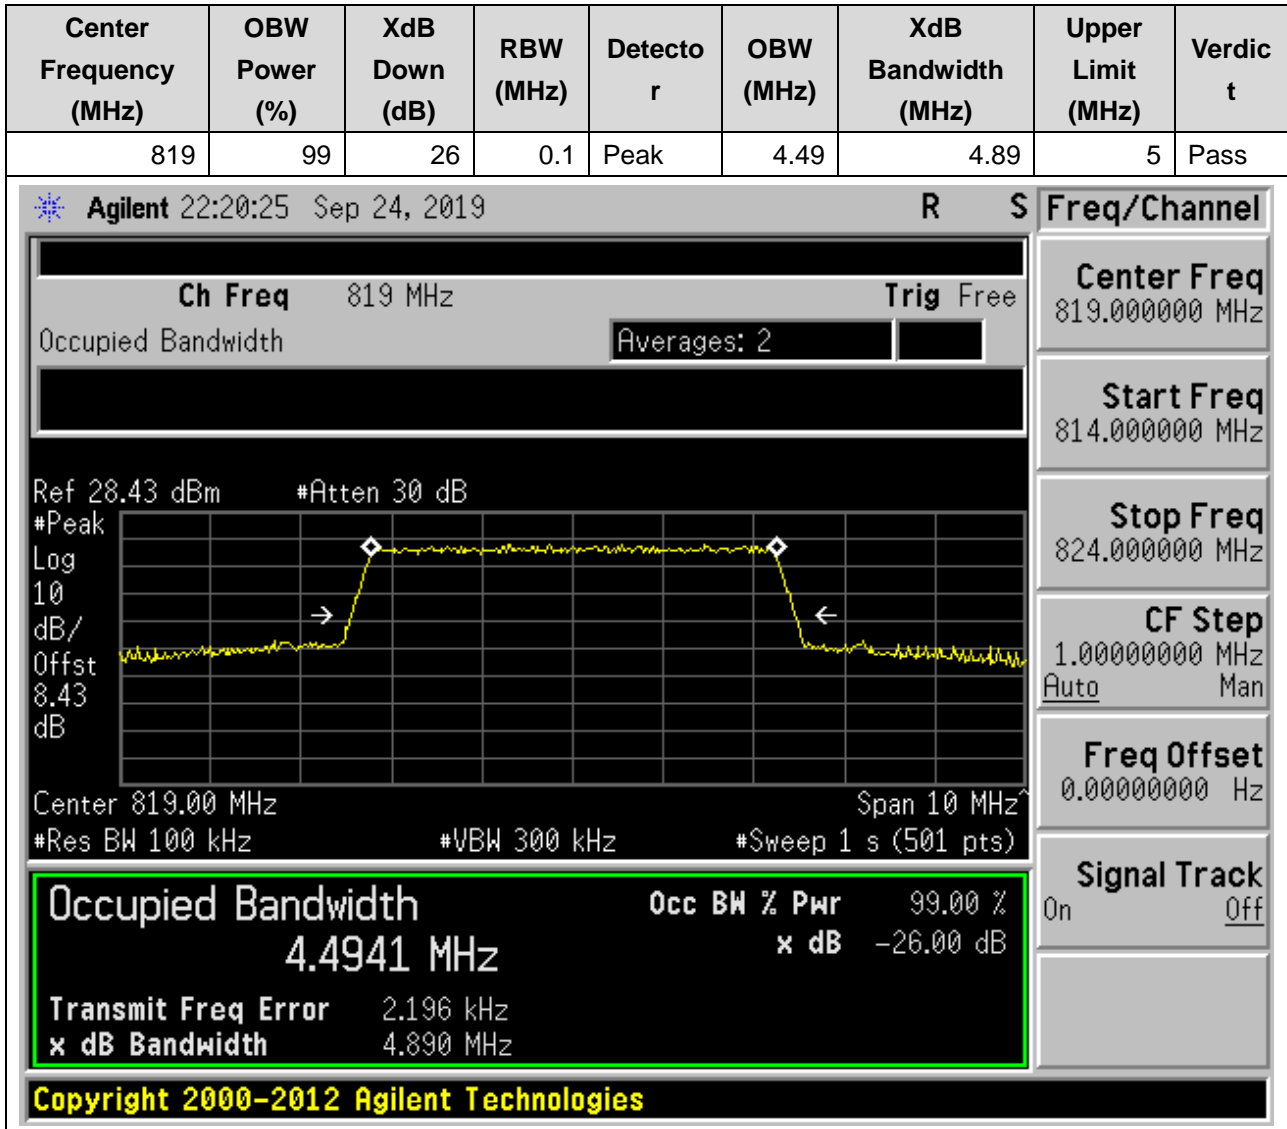 Center Frequency (MHz) OBW Power (%) XdB Down (dB) RBW (MHz) Detecto r OBW (MHz) XdB Bandwidth (MHz) Upper Limit (MHz) Verdic t
819 99 26 0.1 Peak 4.49 4.89 5 Pass
Agilent 22:20:25 Sep 24, 2019 R S
Ch Freq 819 MHz Trig Free
Occupied Bandwidth Averages: 2
Ref 28.43 dBm #Atten 30 dB
#Peak
Log
10
dB/
Offst
8.43
dB
Center 819.00 MHz Span 10 MHz^
#Res BW 100 kHz #VBW 300 kHz #Sweep 1 s (501 pts)
Occupied Bandwidth Occ BW % Pwr 99.00 %
4.4941 MHz x dB -26.00 dB
Transmit Freq Error 2.196 kHz
x dB Bandwidth 4.890 MHz
Copyright 2000-2012 Agilent Technologies
Freq/Channel
Center Freq
819.000000 MHz
Start Freq
814.000000 MHz
Stop Freq
824.000000 MHz
CF Step
1.00000000 MHz
Auto Man
Freq Offset
0.00000000 Hz
Signal Track
On Off